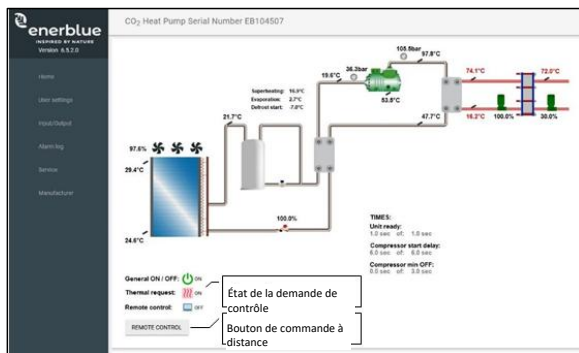 enerblue
INSPIRED BY NATURE
Version 6.5.2.0
Home
User settings
Input/Output
Alarm log
Service
Manufacturer
CO₂ Heat Pump Serial Number EB104507
105.5bar
97.8°C
36.3bar
19.6°C
53.8°C
74.1°C
72.0°C
16.2°C
100.0%
30.0%
47.7°C
Superheating: 16.9°C
Evaporation: 2.7°C
Defrost start: -7.0°C
21.7°C
97.6%
29.4°C
24.6°C
100.0%
TIMES:
Unit ready:
1.0 sec of: 1.0 sec
Compressor start delay:
6.0 sec of: 6.0 sec
Compressor min OFF:
0.0 sec of: 3.0 sec
General ON / OFF: ON
Thermal request: ON
Remote control: OFF
REMOTE CONTROL
État de la demande de
contrôle
Bouton de commande à
distance